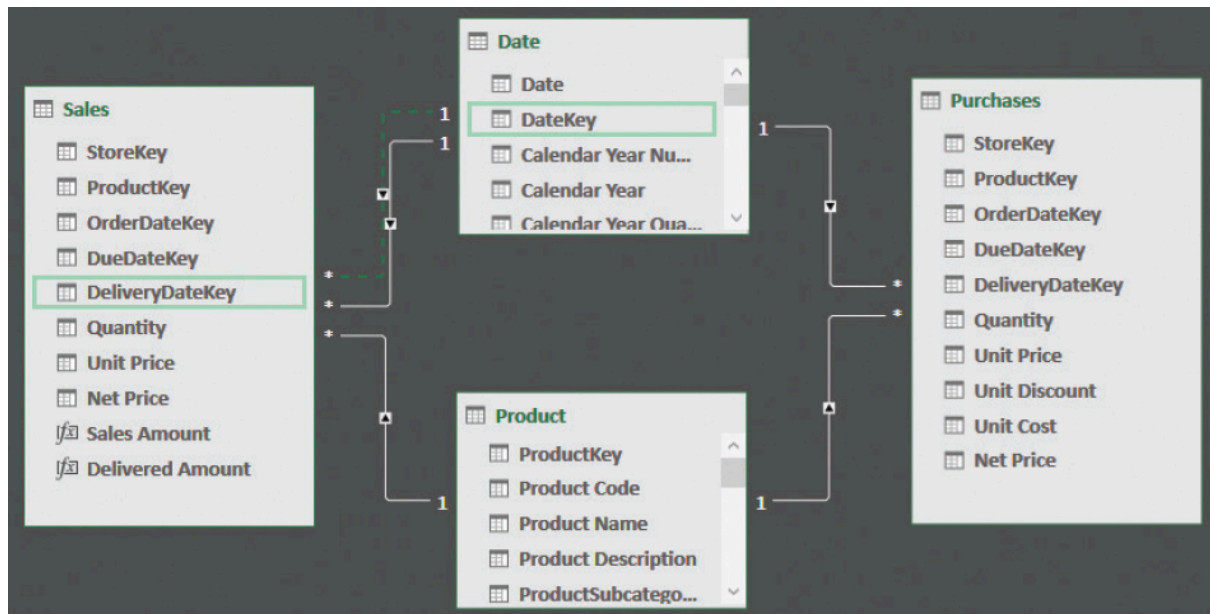 Sales
StoreKey
ProductKey
OrderDateKey
DueDateKey
DeliveryDateKey
Quantity
Unit Price
Net Price
Sales Amount
Delivered Amount
*
*
*
1
1
1
Date
Date
DateKey
Calendar Year Nu...
Calendar Year
Calendar Year Qua...
Product
ProductKey
Product Code
Product Name
Product Description
ProductSubcatego...
1
1
*
*
Purchases
StoreKey
ProductKey
OrderDateKey
DueDateKey
DeliveryDateKey
Quantity
Unit Price
Unit Discount
Unit Cost
Net Price